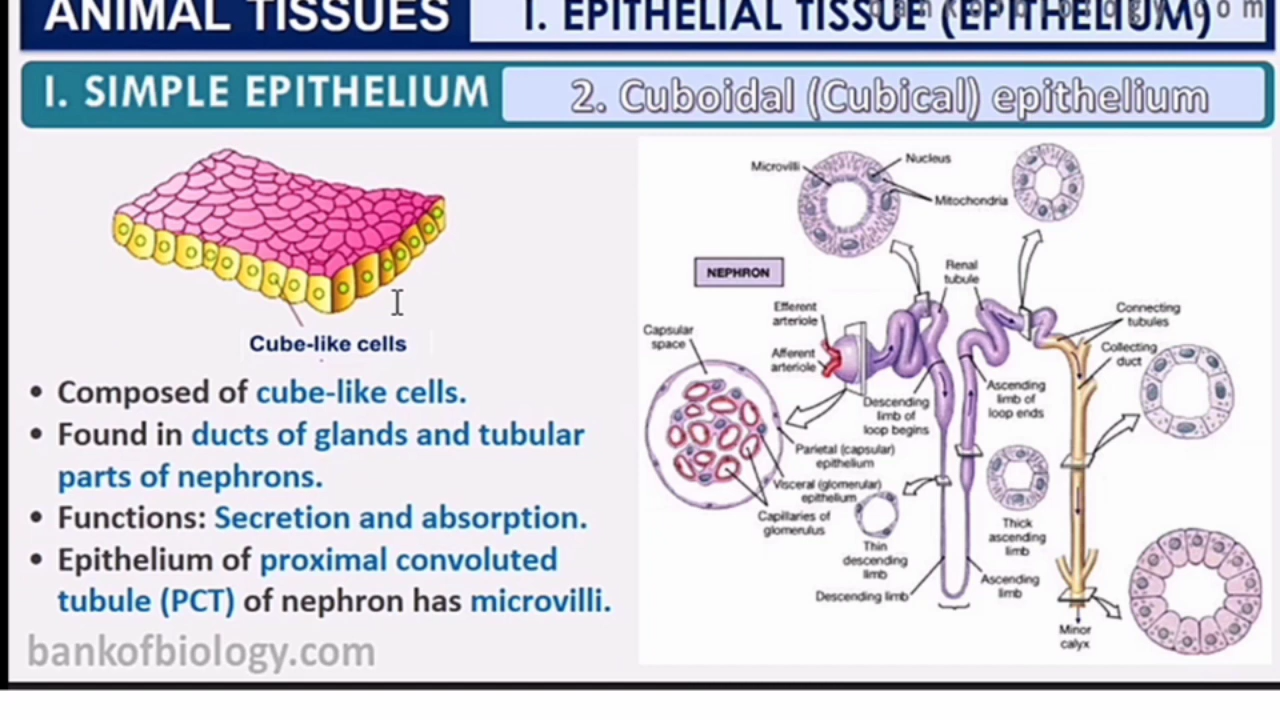 ANIMAL TISSUES
I. EPITHELIAL TISSUE (EPITHELIUM)
bankofbiology.com
I. SIMPLE EPITHELIUM
2. Cuboidal (Cubical) epithelium
Cube-like cells
• Composed of cube-like cells.
• Found in ducts of glands and tubular
parts of nephrons.
• Functions: Secretion and absorption.
• Epithelium of proximal convoluted
tubule (PCT) of nephron has microvilli.
bankofbiology.com
Microvilli
Nucleus
Mitochondria
NEPHRON
Renal
tubule
Efferent
arteriole
Afferent
arteriole
Capsular
space
Connecting
tubules
Collecting
duct
Descending
limb of
loop begins
Ascending
limb of
loop ends
Parietal (capsular)
epithelium
Visceral (glomerular)
epithelium
Capillaries of
glomerulus
Thin
descending
limb
Thick
ascending
limb
Descending limb
Ascending
limb
Minor
calyx